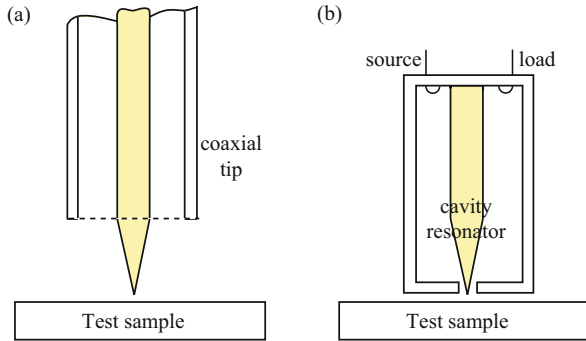 (a)
coaxial
tip
Test sample
(b)
source
load
cavity
resonator
Test sample